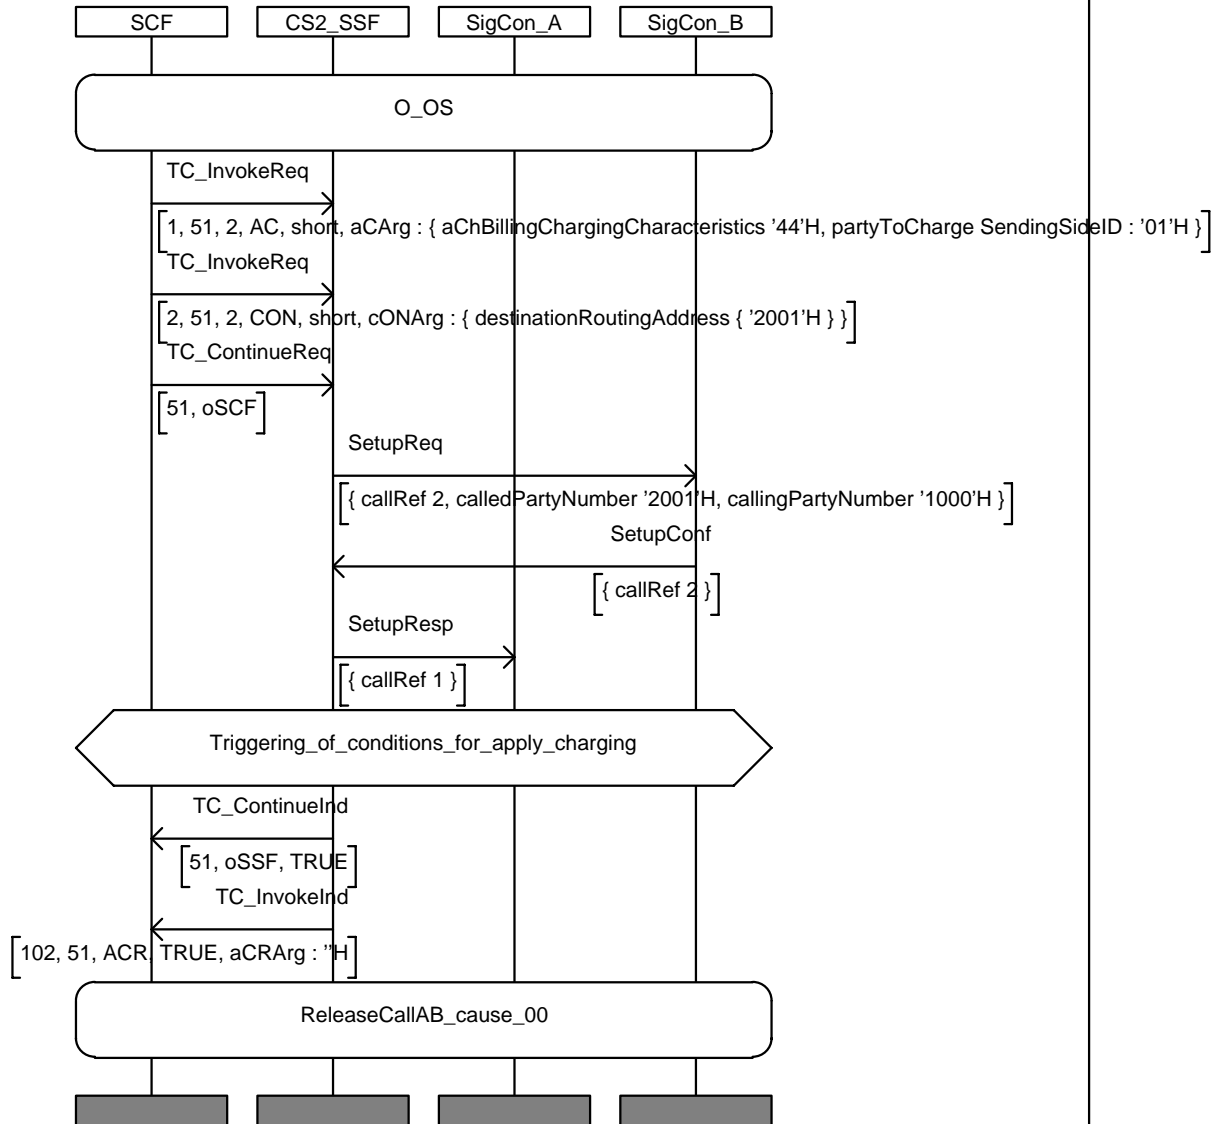 SCF CS2_SSF SigCon_A SigCon_B
O_OS
TC_InvokeReq
1, 51, 2, AC, short, aCArg : { aChBillingChargingCharacteristics '44'H, partyToCharge SendingSideID : '01'H }
TC_InvokeReq
2, 51, 2, CON, short, cONArg : { destinationRoutingAddress { '2001'H } }
TC_ContinueReq
51, oSCF
SetupReq
{ callRef 2, calledPartyNumber '2001'H, callingPartyNumber '1000'H }
SetupConf
{ callRef 2 }
SetupResp
{ callRef 1 }
Triggering_of_conditions_for_apply_charging
TC_ContinueInd
51, oSSF, TRUE
TC_InvokeInd
102, 51, ACR, TRUE, aCRArg : ''H
ReleaseCallAB_cause_00